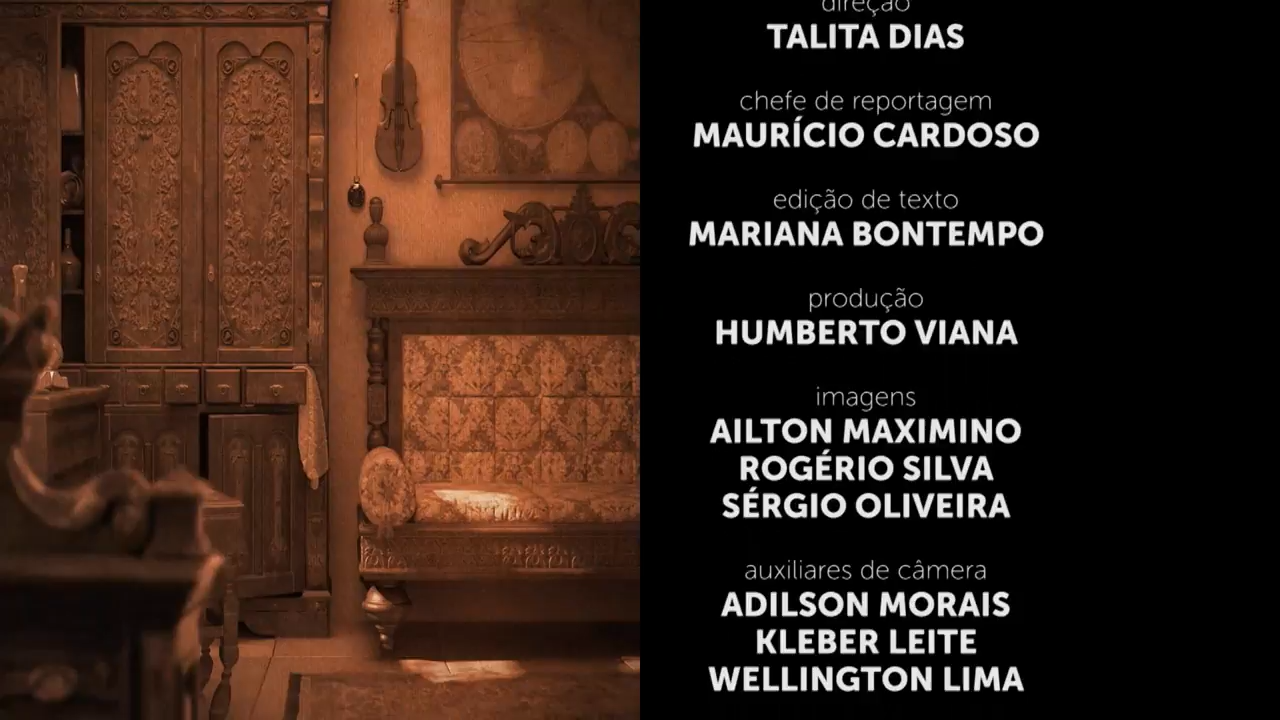 direção
TALITA DIAS
chefe de reportagem
MAURÍCIO CARDOSO
edição de texto
MARIANA BONTEMPO
produção
HUMBERTO VIANA
imagens
AILTON MAXIMINO
ROGÉRIO SILVA
SÉRGIO OLIVEIRA
auxiliares de câmera
ADILSON MORAIS
KLEBER LEITE
WELLINGTON LIMA